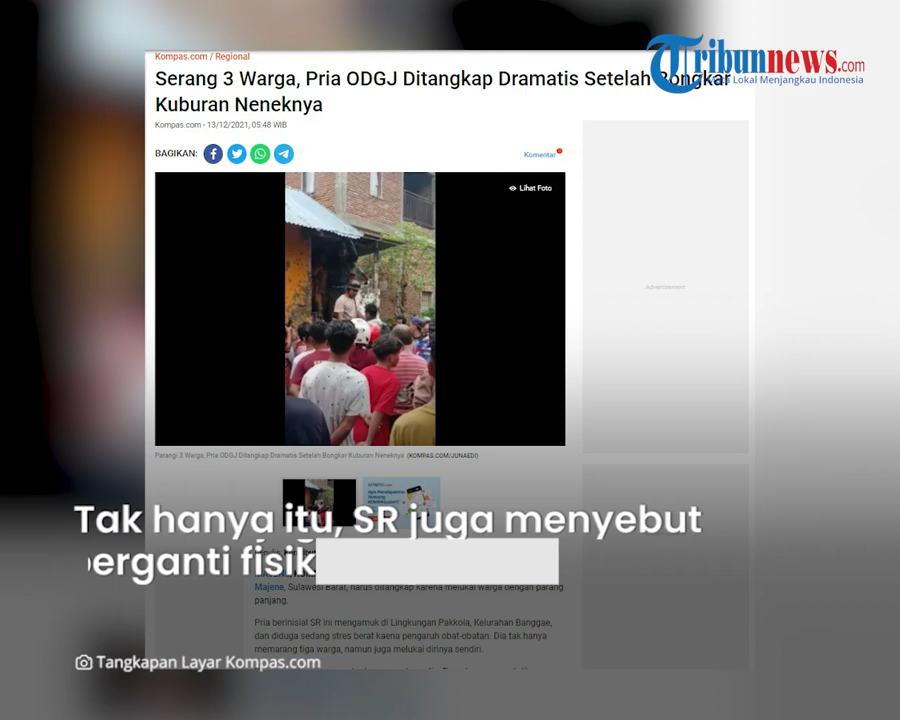 Tribunnews.com
Lokal Menjangkau Indonesia
Kompas.com / Regional
Serang 3 Warga, Pria ODGJ Ditangkap Dramatis Setelah Bongkar
Kuburan Neneknya
Kompas.com - 13/12/2021, 05:48 WIB
BAGIKAN:
Komentar
Lihat Foto
Advertisement
Parangi 3 Warga, Pria ODGJ Ditangkap Dramatis Setelah Bongkar Kuburan Neneknya (KOMPAS.COM/JUNAEDI)
Tak hanya itu, SR juga menyebut
berganti fisik
Majene, Sulawesi Barat, harus ditangkap karena melukai warga dengan parang
panjang.
Pria berinisial SR ini mengamuk di Lingkungan Pakkola, Kelurahan Banggae,
dan diduga sedang stres berat karena pengaruh obat-obatan. Dia tak hanya
memarang tiga warga, namun juga melukai dirinya sendiri.
Tangkapan Layar Kompas.com